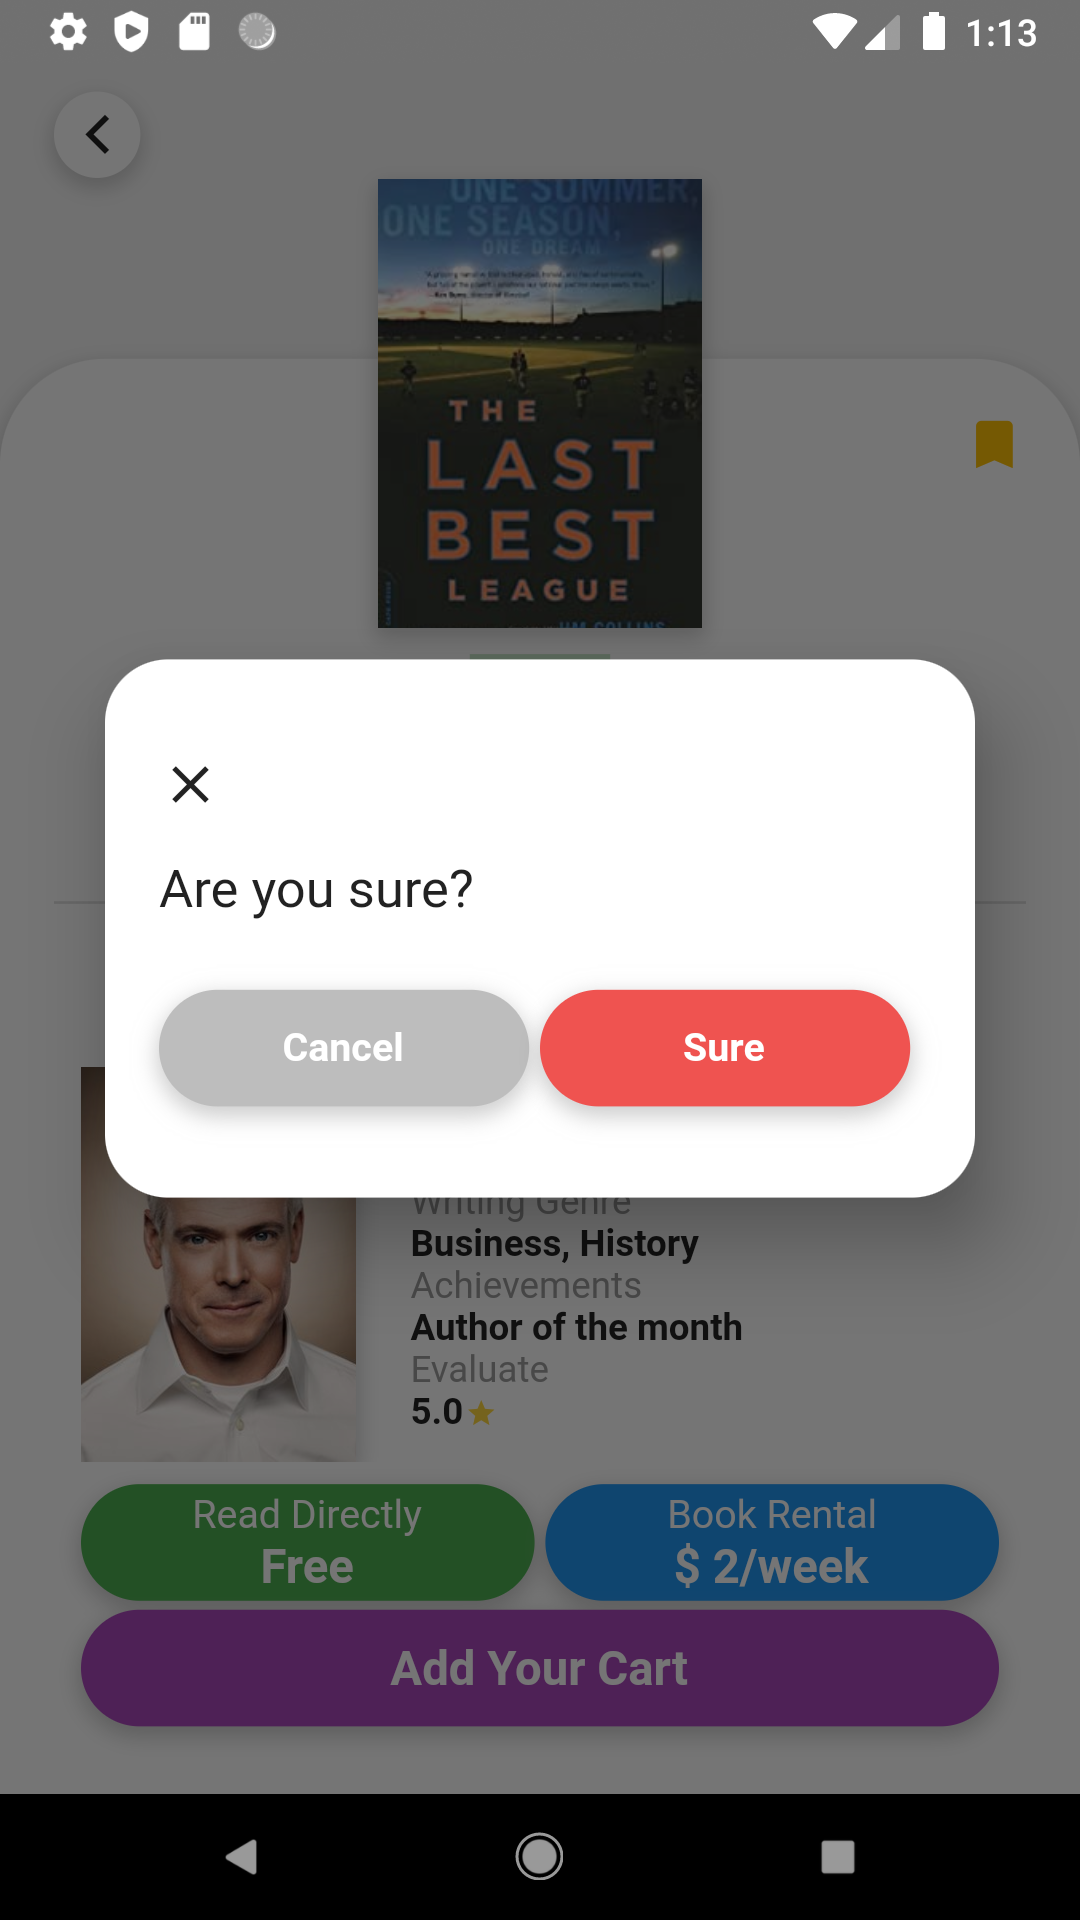 1:13
ONE SUMMER,
ONE SEASON,
ONE DREAM
THE
LAST
BEST
LEAGUE
JIM COLLINS
Are you sure?
Cancel
Sure
Writing Genre
Business, History
Achievements
Author of the month
Evaluate
5.0
Read Directly
Free
Book Rental
$ 2/week
Add Your Cart